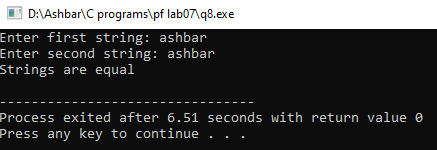 D:\Ashbar\C programs\pf lab07\q8.exe
Enter first string: ashbar
Enter second string: ashbar
Strings are equal
--------------------------------
Process exited after 6.51 seconds with return value 0
Press any key to continue . . .